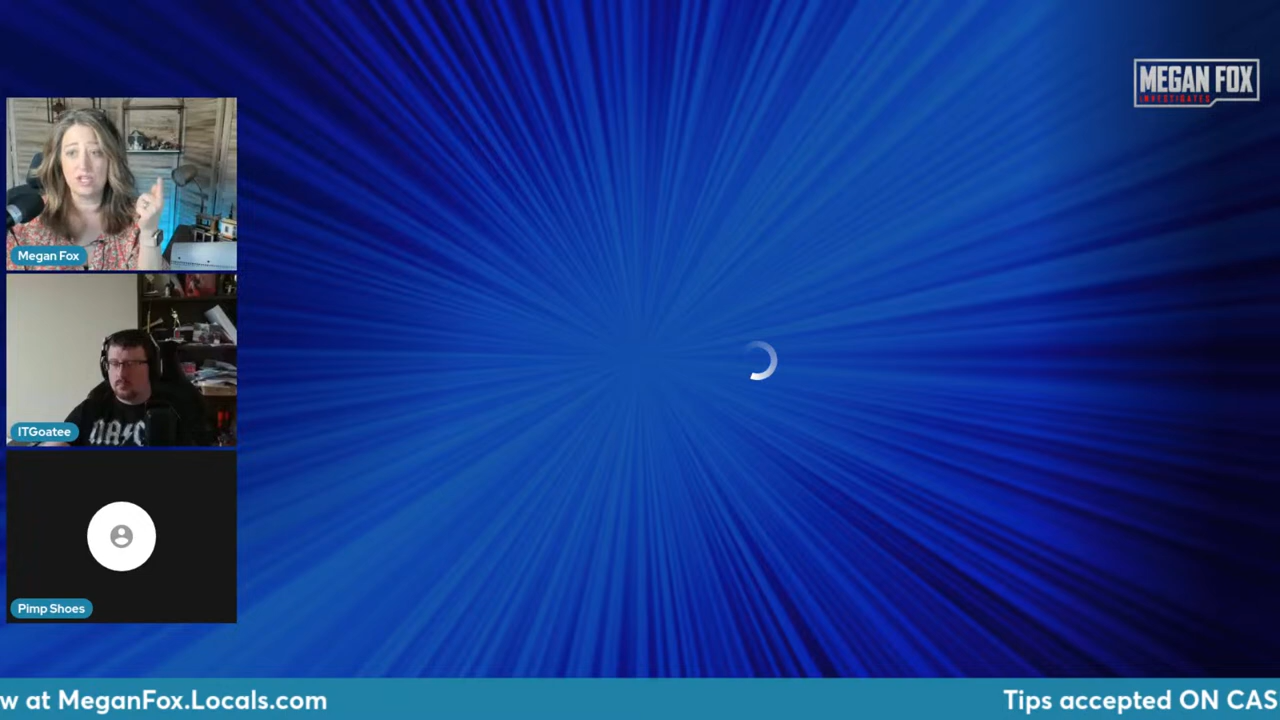 MEGAN FOX
INVESTIGATES
Megan Fox
ITGoatee
Pimp Shoes
w at MeganFox.Locals.com
Tips accepted ON CAS